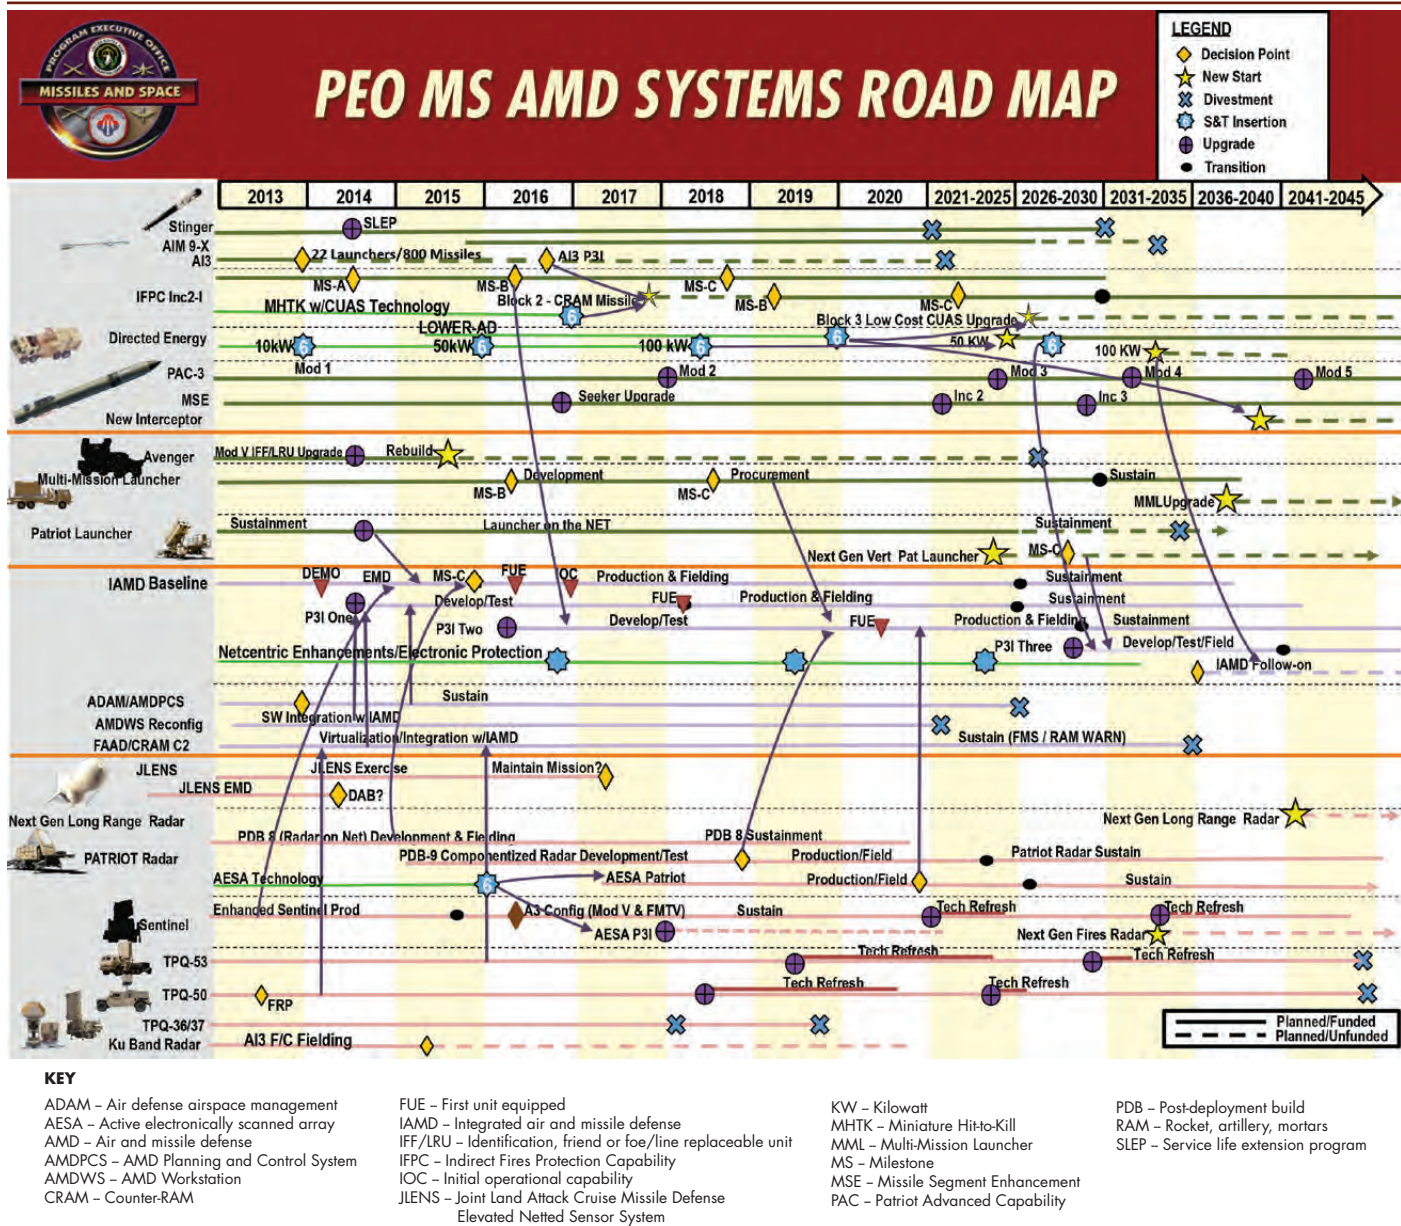 PROGRAM EXECUTIVE OFFICE
MISSILES AND SPACE
PEO MS AMD SYSTEMS ROAD MAP
LEGEND
Decision Point
New Start
Divestment
6 S&T Insertion
Upgrade
Transition
2013 2014 2015 2016 2017 2018 2019 2020 2021-2025 2026-2030 2031-2035 2036-2040 2041-2045
Stinger SLEP
AIM 9-X
AI3 22 Launchers/800 Missiles AI3 P3I
MS-A MS-B MS-C
IFPC Inc2-I Block 2 - CRAM Missile MS-B MS-C
MHTK w/CUAS Technology 6 Block 3 Low Cost CUAS Upgrade
LOWER-AD 6
Directed Energy 10kW 6 50kW 6 100 kW 6 50 KW 6 100 KW
PAC-3 Mod 1 Mod 2 Mod 3 Mod 4 Mod 5
MSE Seeker Upgrade Inc 2 Inc 3
New Interceptor
Avenger Mod V IFF/LRU Upgrade Rebuild
Multi-Mission Launcher MS-B Development MS-C Procurement Sustain
MML Upgrade
Patriot Launcher Sustainment Launcher on the NET Sustainment
Next Gen Vert Pat Launcher MS-C
IAMD Baseline DEMO EMD MS-C FUE IOC Production & Fielding Sustainment
P3I One Develop/Test FUE Production & Fielding Sustainment
P3I Two Develop/Test FUE Production & Fielding Sustainment
P3I Three Develop/Test/Field
Netcentric Enhancements/Electronic Protection IAMD Follow-on
ADAM/AMDPCS Sustain
AMDWS Reconfig SW Integration w IAMD
FAAD/CRAM C2 Virtualization/Integration w/IAMD Sustain (FMS / RAM WARN)
JLENS JLENS Exercise Maintain Mission?
JLENS EMD DAB?
Next Gen Long Range Radar Next Gen Long Range Radar
PDB 8 (Radar on Net) Development & Fielding PDB 8 Sustainment
PATRIOT Radar PDB-9 Componentized Radar Development/Test Production/Field Patriot Radar Sustain
AESA Technology 6 AESA Patriot Production/Field Sustain
Sentinel Enhanced Sentinel Prod A3 Config (Mod V & FMTV) Sustain Tech Refresh Tech Refresh
AESA P3I Next Gen Fires Radar
TPQ-53 Tech Refresh Tech Refresh
TPQ-50 FRP Tech Refresh Tech Refresh
TPQ-36/37
Ku Band Radar AI3 F/C Fielding
Planned/Funded
Planned/Unfunded
KEY
ADAM – Air defense airspace management
AESA – Active electronically scanned array
AMD – Air and missile defense
AMDPCS – AMD Planning and Control System
AMDWS – AMD Workstation
CRAM – Counter-RAM
FUE – First unit equipped
IAMD – Integrated air and missile defense
IFF/LRU – Identification, friend or foe/line replaceable unit
IFPC – Indirect Fires Protection Capability
IOC – Initial operational capability
JLENS – Joint Land Attack Cruise Missile Defense
Elevated Netted Sensor System
KW – Kilowatt
MHTK – Miniature Hit-to-Kill
MML – Multi-Mission Launcher
MS – Milestone
MSE – Missile Segment Enhancement
PAC – Patriot Advanced Capability
PDB – Post-deployment build
RAM – Rocket, artillery, mortars
SLEP – Service life extension program